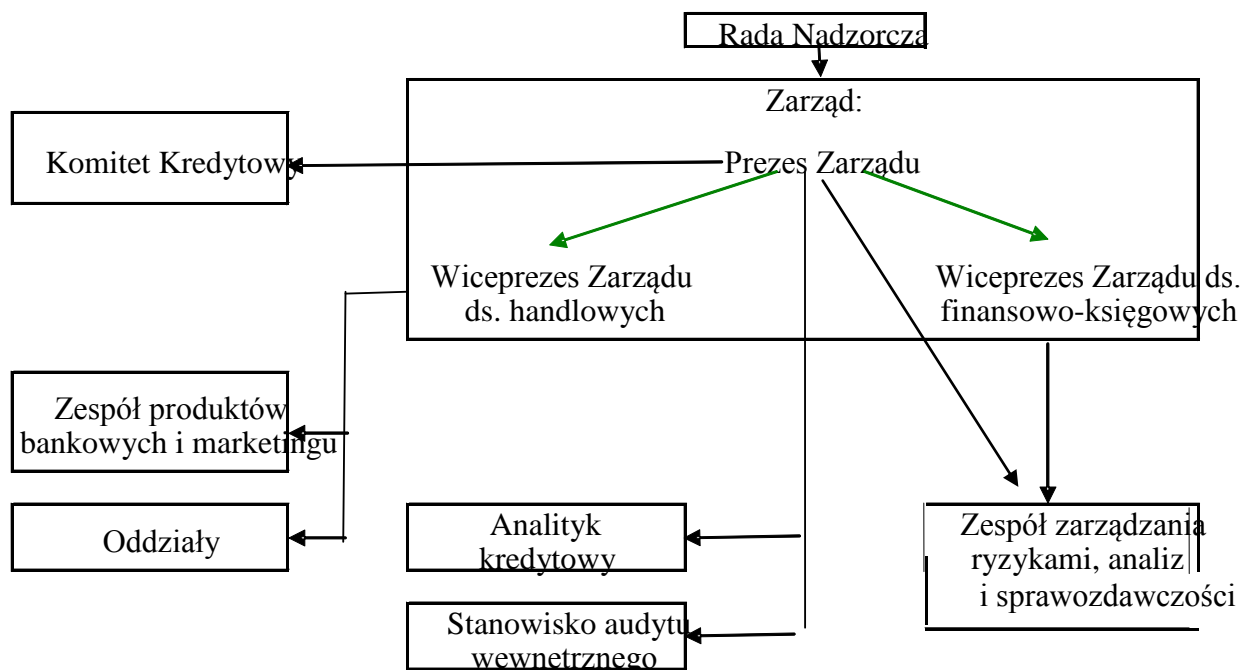 Rada Nadzorcza
Zarząd:
Komitet Kredytowy
Prezes Zarządu
Wiceprezes Zarządu
ds. handlowych
Wiceprezes Zarządu ds.
finansowo-księgowych
Zespół produktów
bankowych i marketingu
Oddziały
Analityk
kredytowy
Zespół zarządzania
ryzykami, analiz
i sprawozdawczości
Stanowisko audytu
wewnetrznego